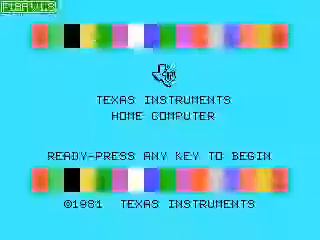 TEXAS INSTRUMENTS
HOME COMPUTER
READY-PRESS ANY KEY TO BEGIN
©1981 TEXAS INSTRUMENTS